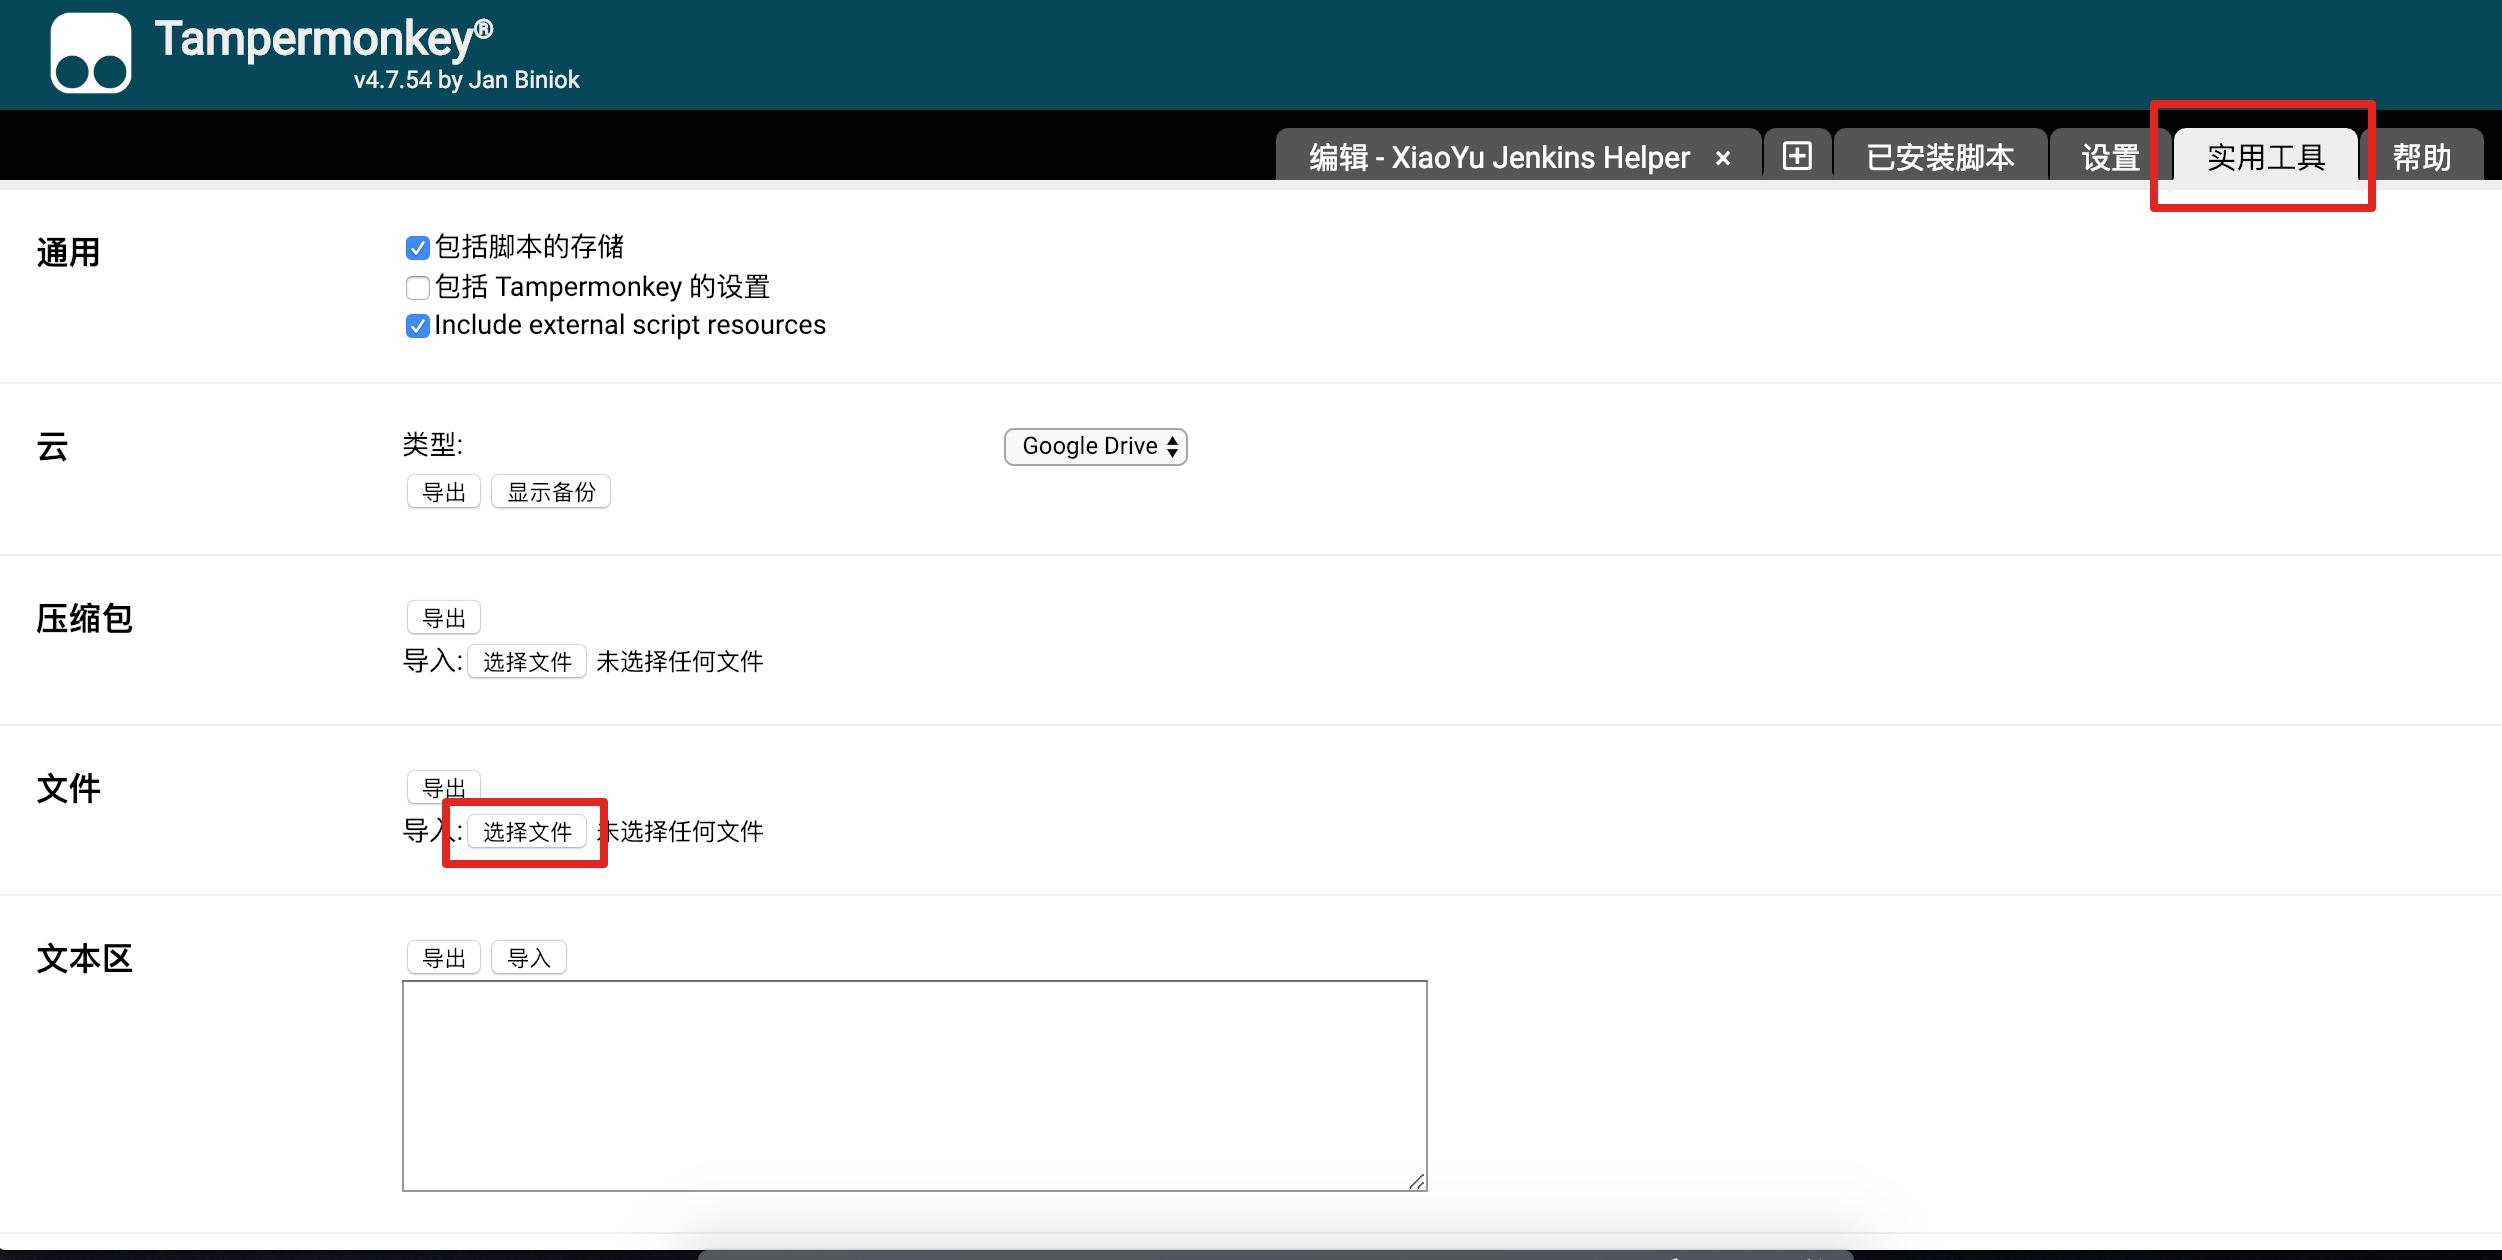 Tampermonkey®
v4.7.54 by Jan Biniok
编辑 - XiaoYu Jenkins Helper ×
已安装脚本
设置
实用工具
帮助
通用
包括脚本的存储
包括 Tampermonkey 的设置
Include external script resources
云
类型:
Google Drive
导出 显示备份
压缩包
导出
导入: 选择文件 未选择任何文件
文件
导出
导入: 选择文件 未选择任何文件
文本区
导出 导入